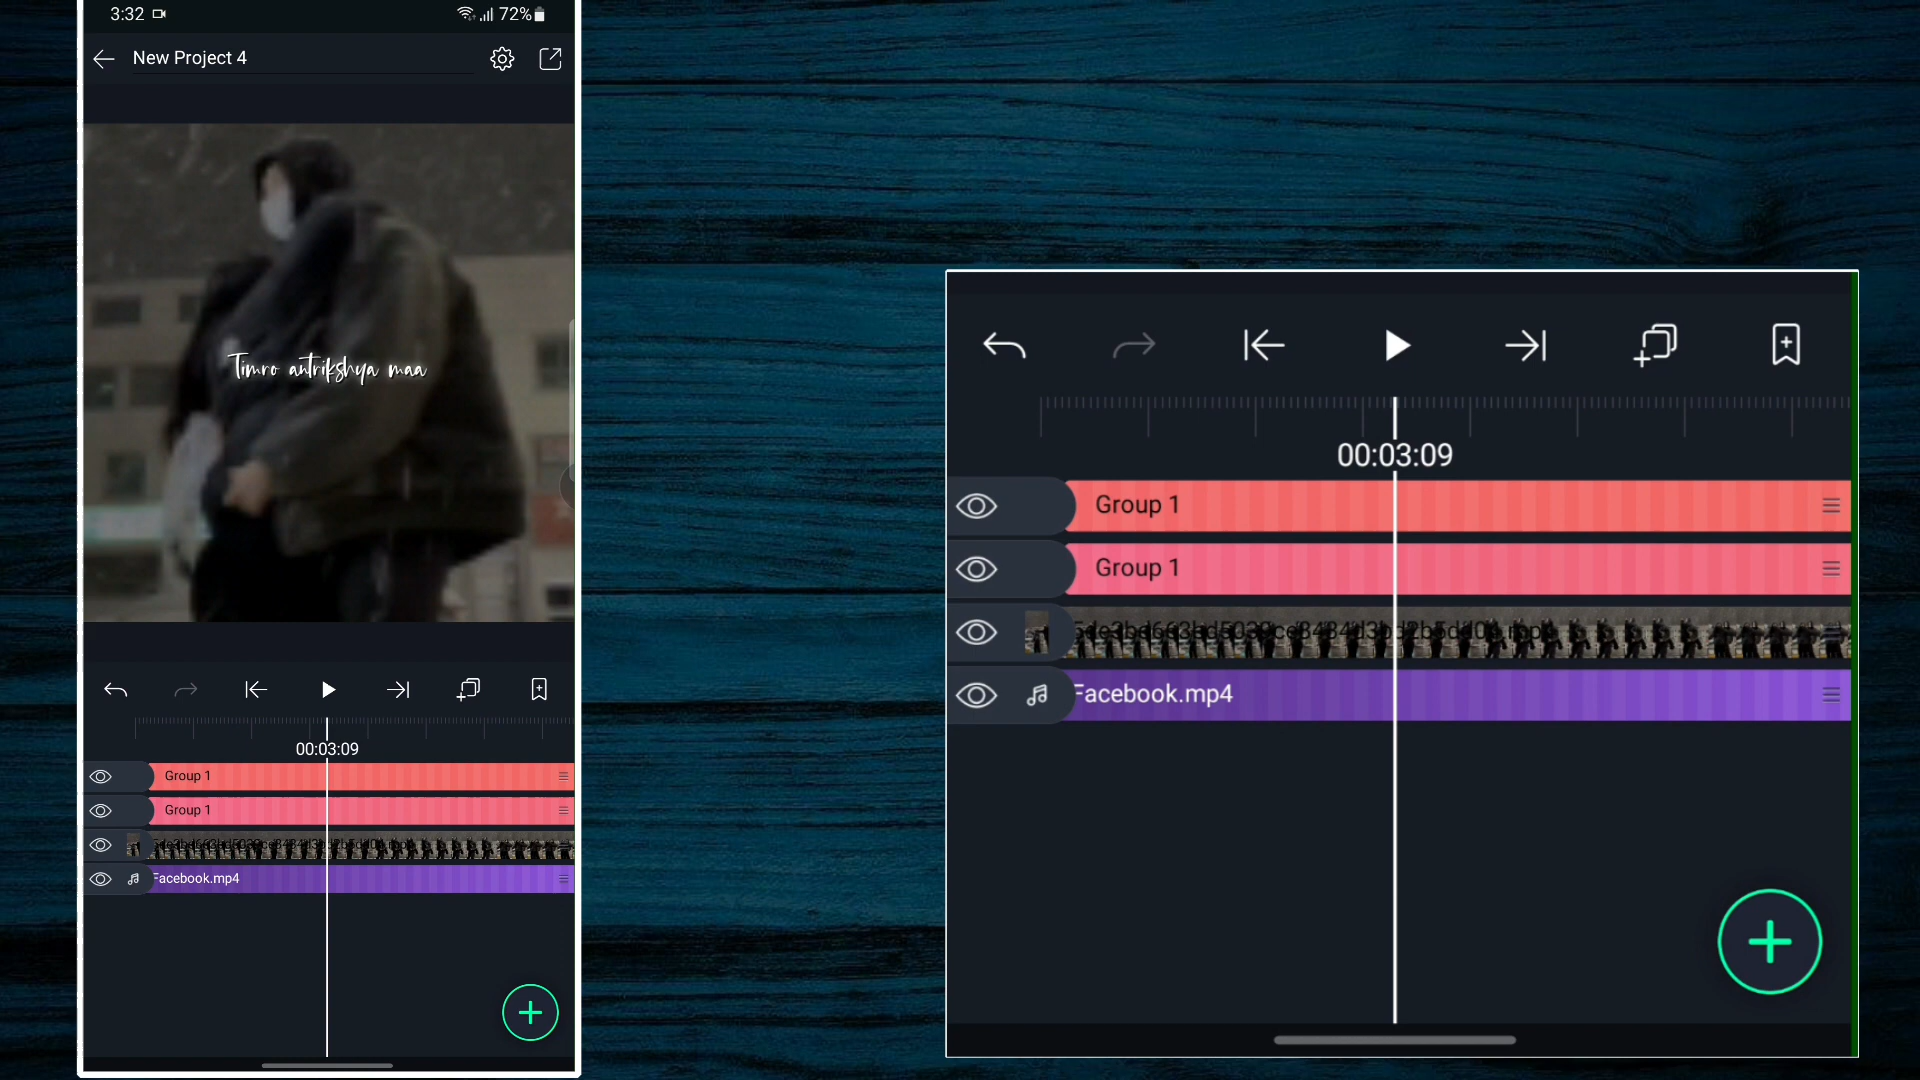 3:32
72%
New Project 4
Timro antrikshya maa
00:03:09
Group 1
Group 1
Facebook.mp4
00:03:09
Group 1
Group 1
Facebook.mp4